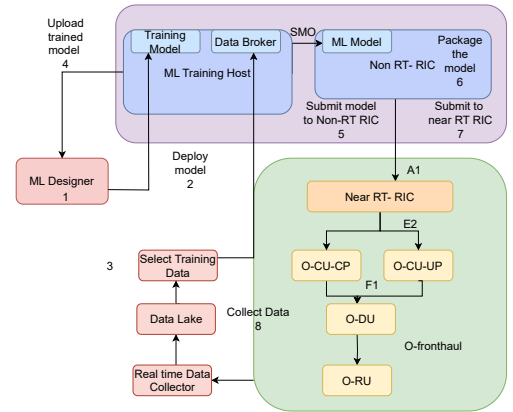 Upload
trained
model
4
Training
Model
Data Broker
ML Training Host
SMO
ML Model
Non RT- RIC
Package
the
model
6
Submit model
to Non-RT RIC
5
Submit to
near RT RIC
7
Deploy
model
2
ML Designer
1
A1
Near RT- RIC
E2
O-CU-CP
O-CU-UP
F1
O-DU
O-fronthaul
O-RU
3
Select Training
Data
Data Lake
Collect Data
8
Real time Data
Collector